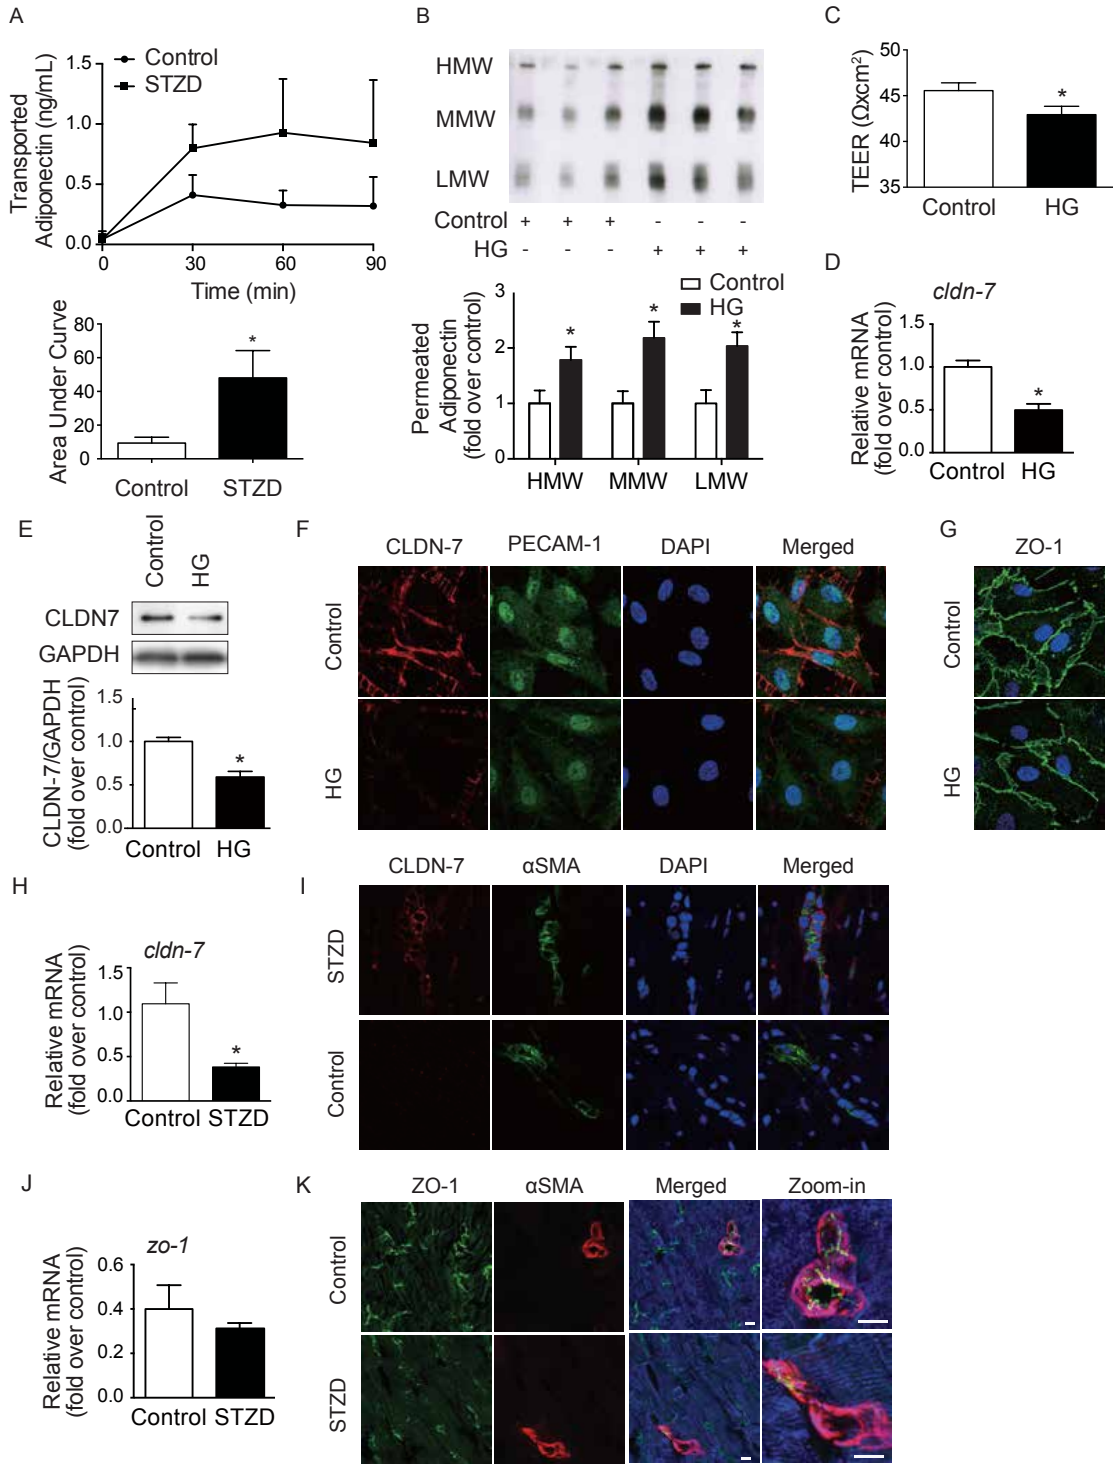 A
Control
STZD
Transported
Adiponectin (ng/mL)
1.5
1.0
0.5
0.0
0 30 60 90
Time (min)
Area Under Curve
80
60
40
20
0
*
Control STZD
B
HMW
MMW
LMW
Control + + + - - -
HG - - - + + +
Control
HG
Permeated
Adiponectin
(fold over control)
3
2
1
0
* * *
HMW MMW LMW
C
TEER (Ωxcm²)
50
45
40
35
*
Control HG
D
cldn-7
Relative mRNA
(fold over control)
1.5
1.0
0.5
0.0
*
Control HG
E
Control HG
CLDN7
GAPDH
CLDN-7/GAPDH
(fold over control)
1.5
1.0
0.5
0
*
Control HG
F
CLDN-7 PECAM-1 DAPI Merged
Control
HG
G
ZO-1
Control
HG
H
cldn-7
Relative mRNA
(fold over control)
1.5
1.0
0.5
0.0
*
Control STZD
I
CLDN-7 αSMA DAPI Merged
STZD
Control
J
zo-1
Relative mRNA
(fold over control)
0.6
0.4
0.2
0.0
Control STZD
K
ZO-1 αSMA Merged Zoom-in
Control
STZD